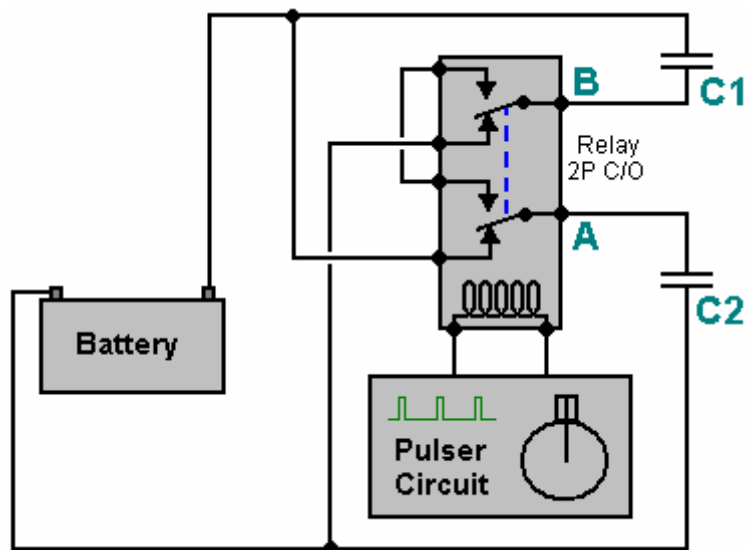 B
C1
Relay
2P C/O
A
C2
Battery
Pulser
Circuit